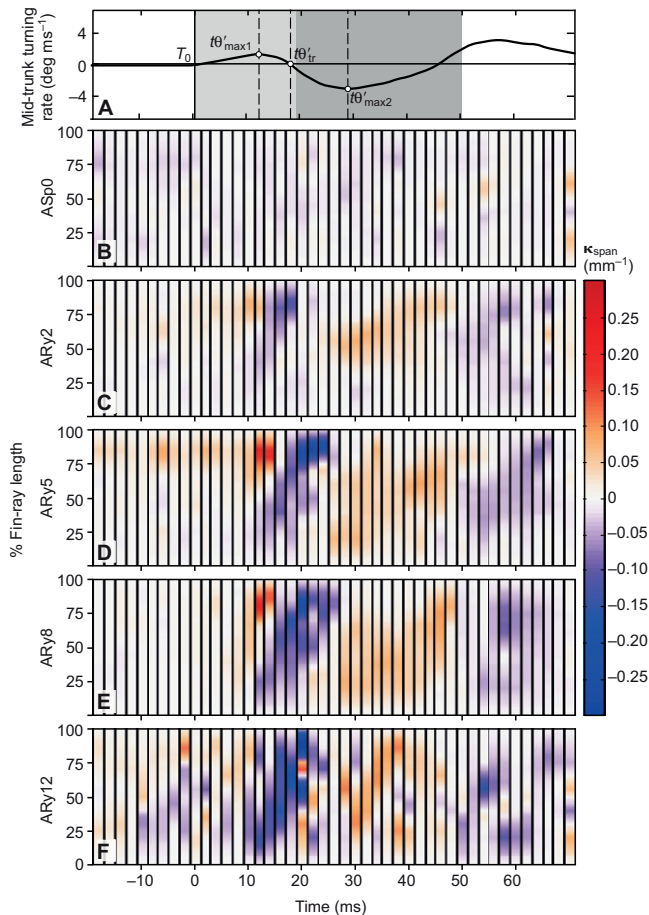 Mid-trunk turning
rate (deg ms⁻¹)
4
0
−4
T₀
tθ′max1
tθ′tr
tθ′max2
A
100
75
50
25
ASp0
B
100
75
50
25
ARy2
C
100
75
50
25
ARy5
D
100
75
50
25
ARy8
E
100
75
50
25
0
ARy12
F
% Fin-ray length
κspan
(mm⁻¹)
0.25
0.20
0.15
0.10
0.05
0
−0.05
−0.10
−0.15
−0.20
−0.25
−10 0 10 20 30 40 50 60
Time (ms)